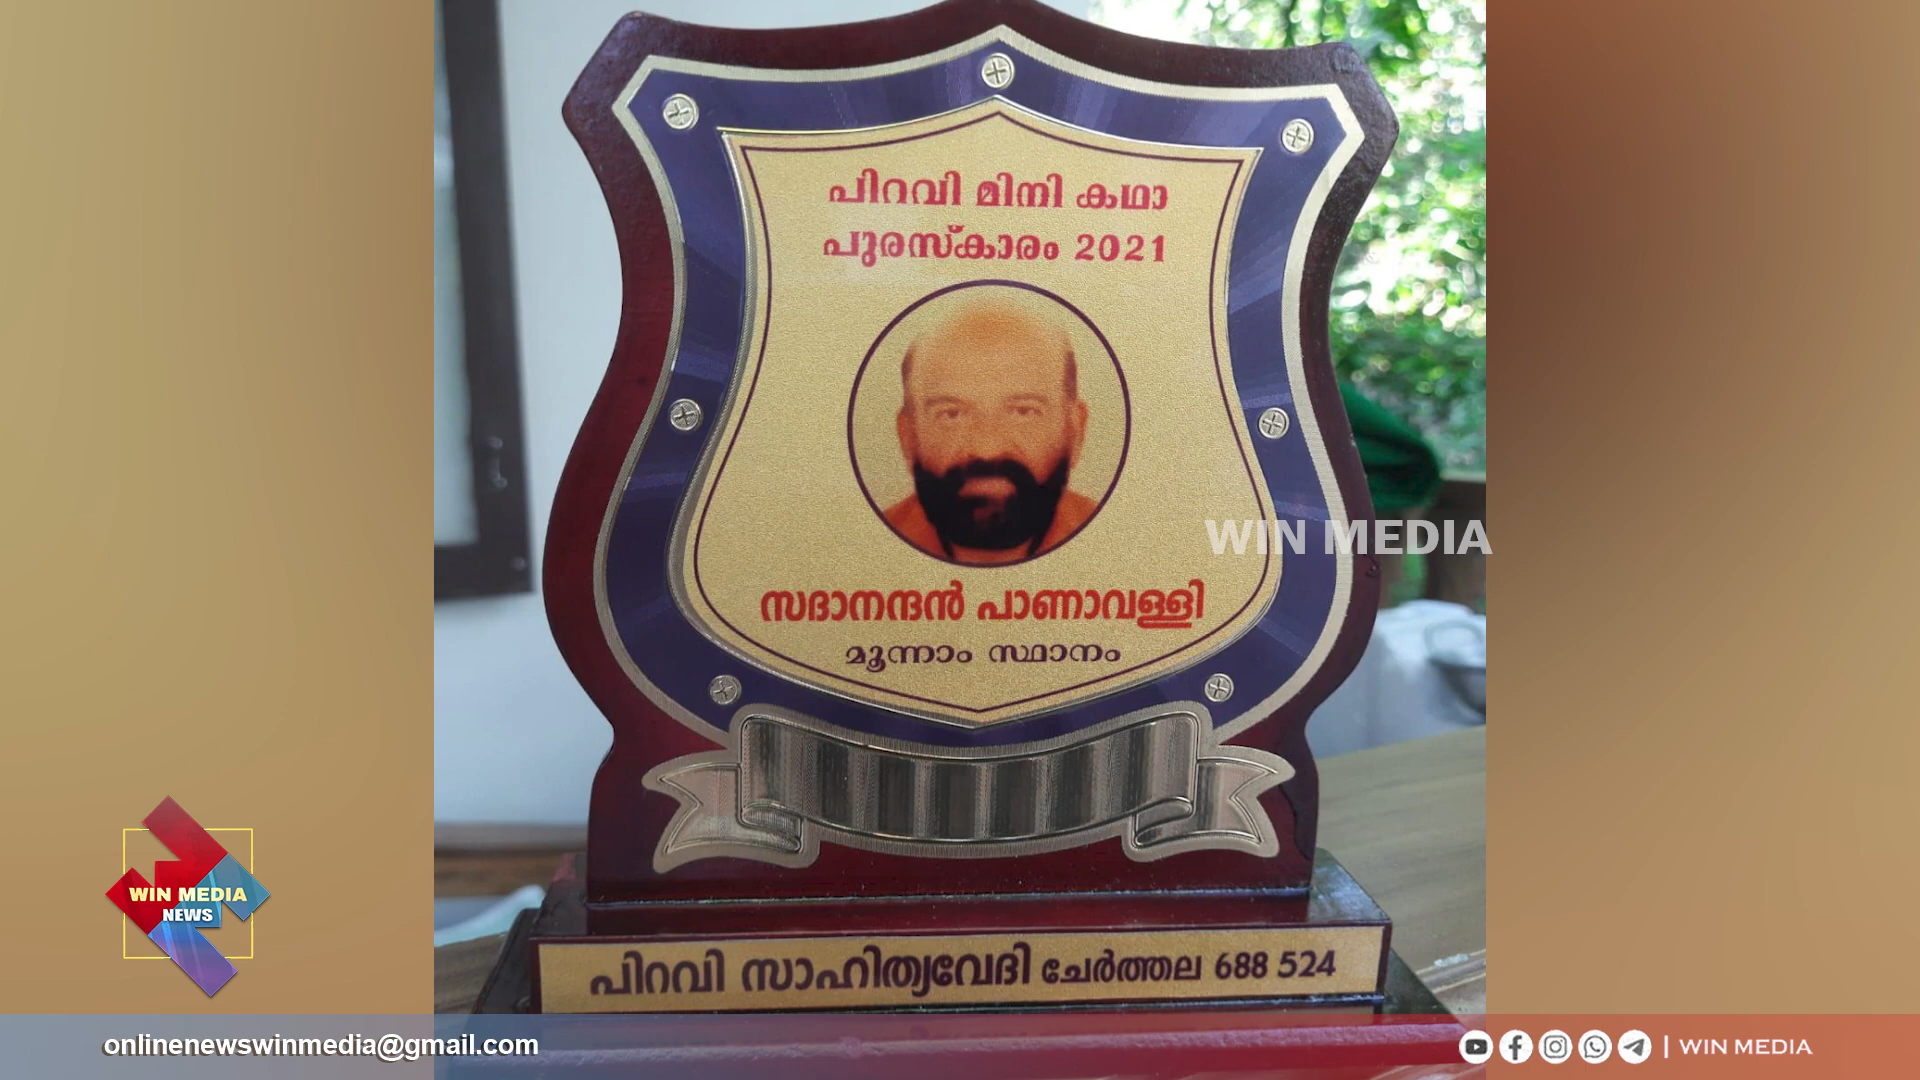 പിറവി മിനി കഥാ
പുരസ്കാരം 2021
സദാനന്ദൻ പാണാവള്ളി
മൂന്നാം സ്ഥാനം
WIN MEDIA
WIN MEDIA
NEWS
പിറവി സാഹിത്യവേദി ചേർത്തല 688 524
onlinenewswinmedia@gmail.com
| WIN MEDIA